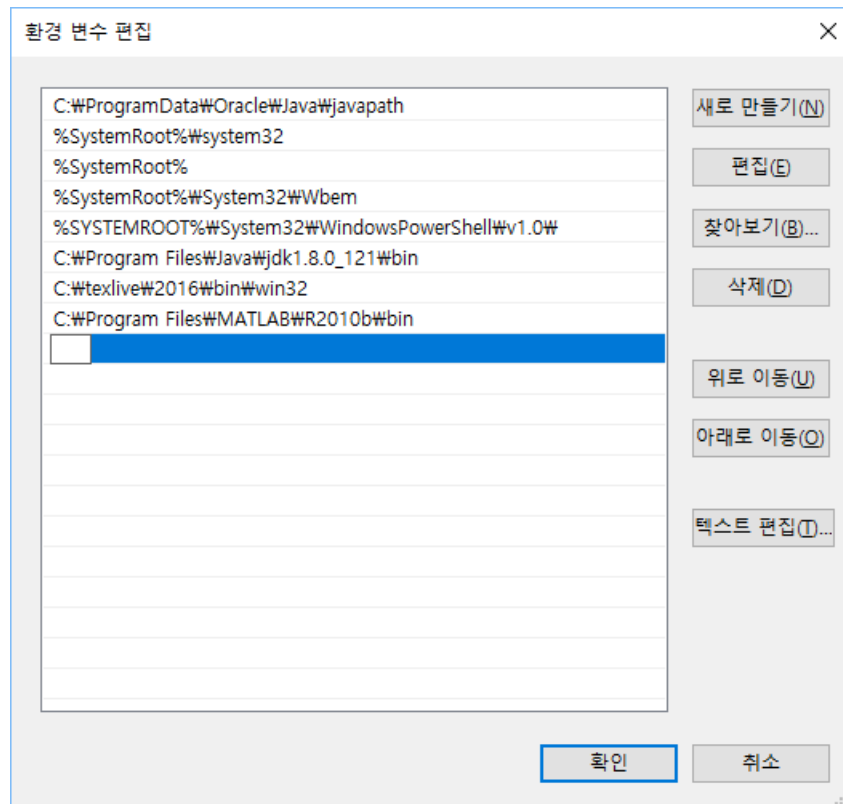 환경 변수 편집
C:₩ProgramData₩Oracle₩Java₩javapath
%SystemRoot%₩system32
%SystemRoot%
%SystemRoot%₩System32₩Wbem
%SYSTEMROOT%₩System32₩WindowsPowerShell₩v1.0₩
C:₩Program Files₩Java₩jdk1.8.0_121₩bin
C:₩texlive₩2016₩bin₩win32
C:₩Program Files₩MATLAB₩R2010b₩bin
새로 만들기(N)
편집(E)
찾아보기(B)...
삭제(D)
위로 이동(U)
아래로 이동(O)
텍스트 편집(T)...
확인
취소